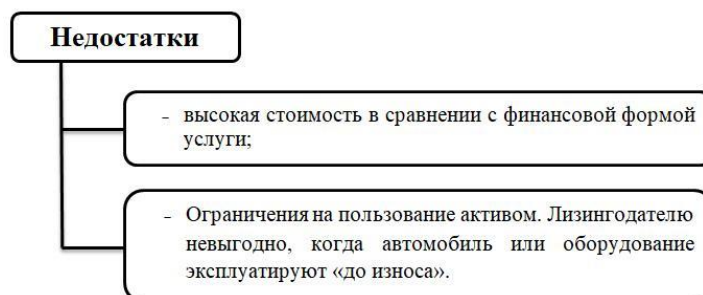 Недостатки
- высокая стоимость в сравнении с финансовой формой
услуги;
- Ограничения на пользование активом. Лизингодателю
невыгодно, когда автомобиль или оборудование
эксплуатируют «до износа».